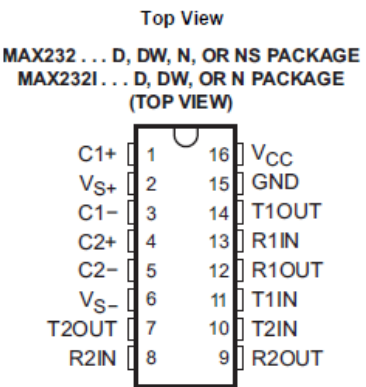 Top View
MAX232 . . . D, DW, N, OR NS PACKAGE
MAX232I . . . D, DW, OR N PACKAGE
(TOP VIEW)
C1+ 1 16 VCC
VS+ 2 15 GND
C1− 3 14 T1OUT
C2+ 4 13 R1IN
C2− 5 12 R1OUT
VS− 6 11 T1IN
T2OUT 7 10 T2IN
R2IN 8 9 R2OUT